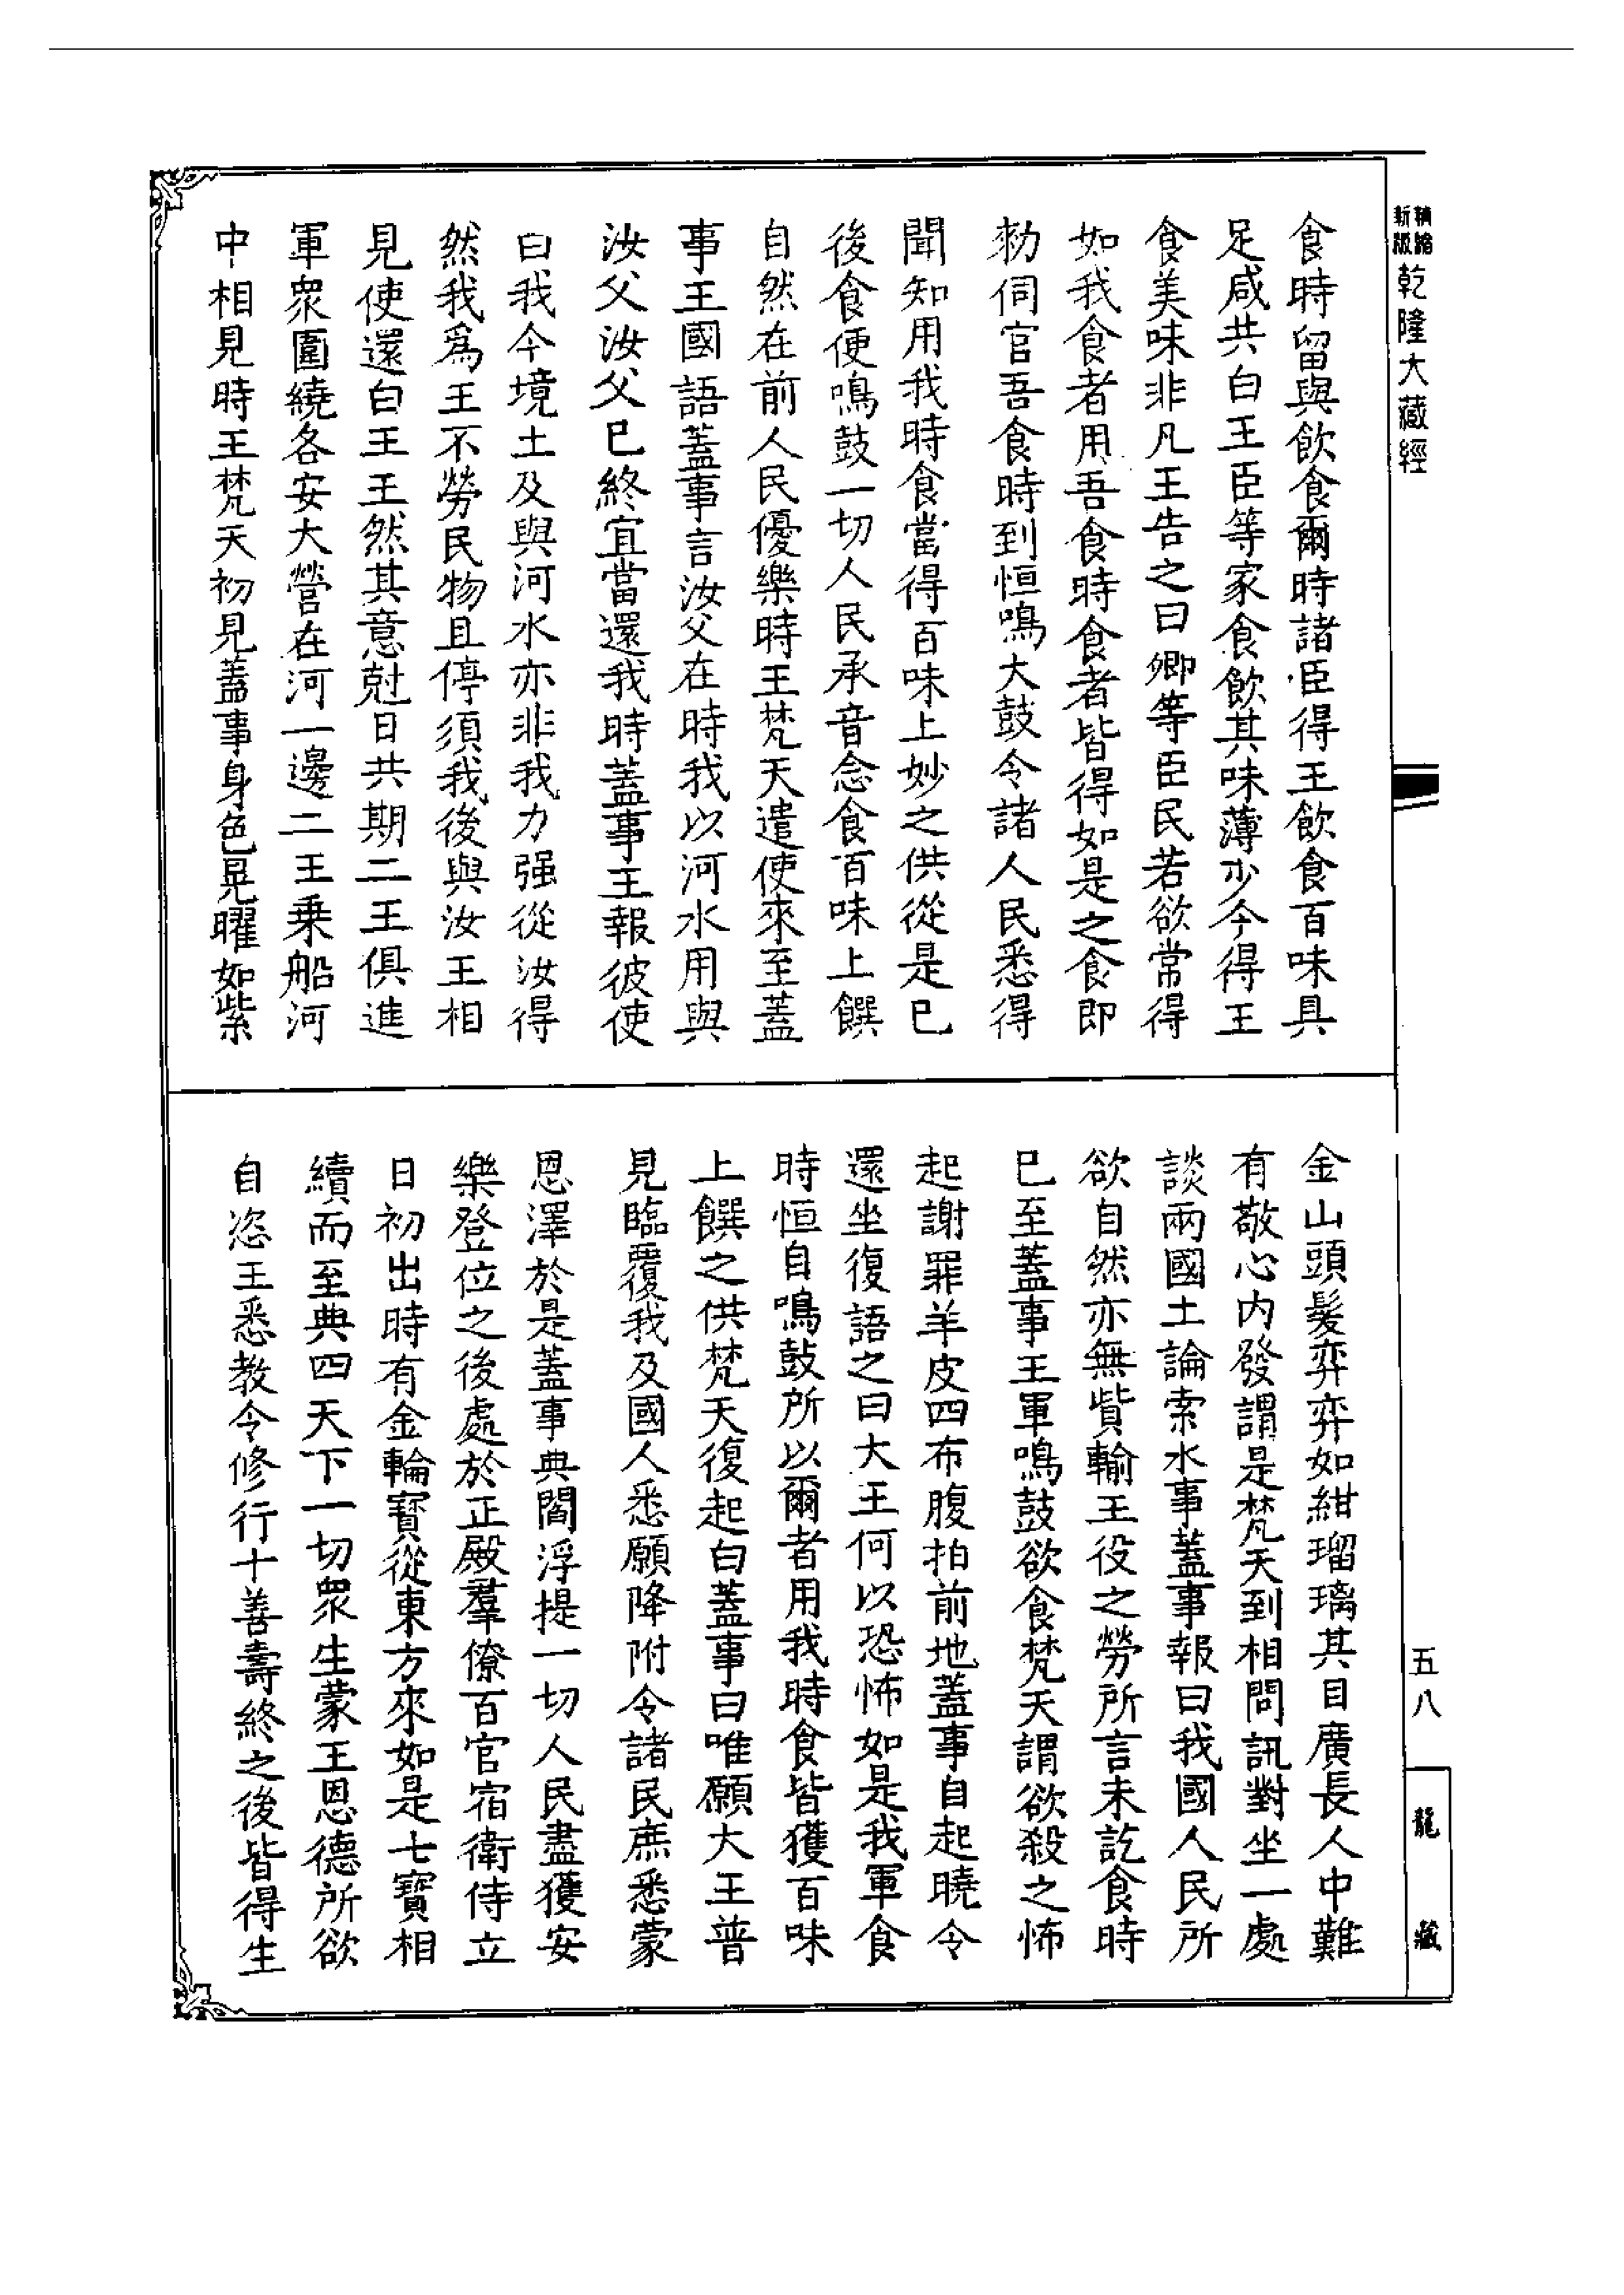 新版
精繪
乾隆大藏經
食時留與飲食爾時諸臣得王飲食百味具
足咸共白王臣等家食飲其味薄少今得王
食美味非凡王告之曰卿等臣民若欲常得
如我食者用吾食時食者皆得如是之食即
勑伺官吾食時到恒鳴大鼓令諸人民悉得
聞知用我時食當得百味上妙之供從是已
後食便鳴鼓一切人民承音念食百味上饌
自然在前人民優樂時王梵天遣使來至蓋
事王國語蓋事言汝父在時我以河水用與
汝父汝父已終宜當還我時蓋事王報彼使
曰我今境土及與河水亦非我力强從汝得
然我爲王不勞民物且停須我後與汝王相
見使還白王王然其意尅日共期二王俱進
軍眾圍繞各安大營在河一邊二王乗船河
中相見時王梵天初見蓋事身色晃曜如紫
金山頭髮弈弈如紺瑠璃其目廣長人中難
有敬心内發謂是梵天到相問訊對坐一處
談兩國土論索水事蓋事報曰我國人民所
欲自然亦無貲輸王役之勞所言未訖食時
已至蓋事王軍鳴鼓欲食梵天謂欲殺之怖
起謝罪羊皮四布腹拍前地蓋事自起曉令
還坐復語之曰大王何以恐怖如是我軍食
時恒自鳴鼓所以爾者用我時食皆獲百味
上饌之供梵天復起白蓋事曰唯願大王普
見臨覆我及國人悉願降附令諸民庶悉蒙
恩澤於是蓋事典閻浮提一切人民盡獲安
樂登位之後處於正殿羣僚百官宿衛侍立
日初出時有金輪寳從東方來如是七寳相
續而至典四天下一切眾生蒙王恩德所欲
自恣王悉教令修行十善壽終之後皆得生
五八
龍藏